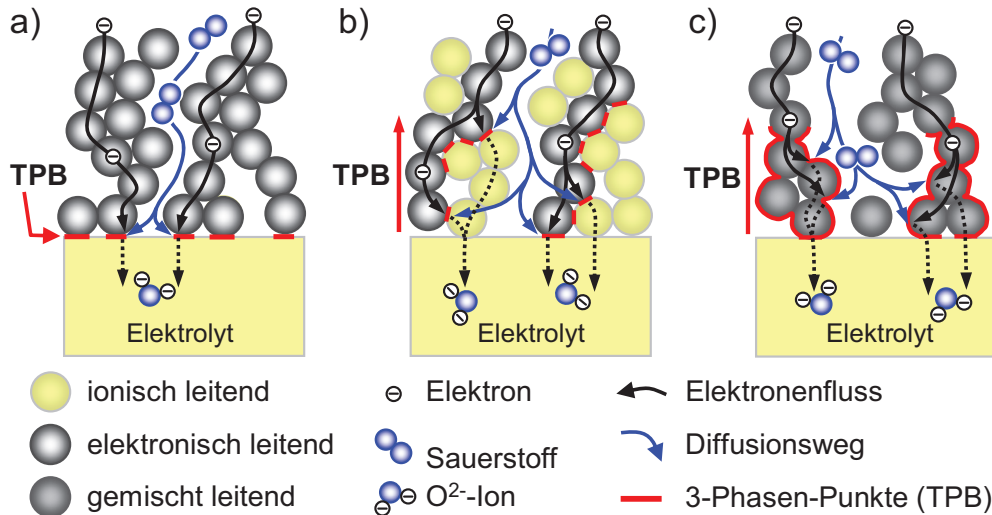 a)
b)
c)
TPB
TPB
TPB
Elektrolyt
Elektrolyt
Elektrolyt
ionisch leitend
Elektron
Elektronenfluss
elektronisch leitend
Sauerstoff
Diffusionsweg
gemischt leitend
O²⁻-Ion
3-Phasen-Punkte (TPB)